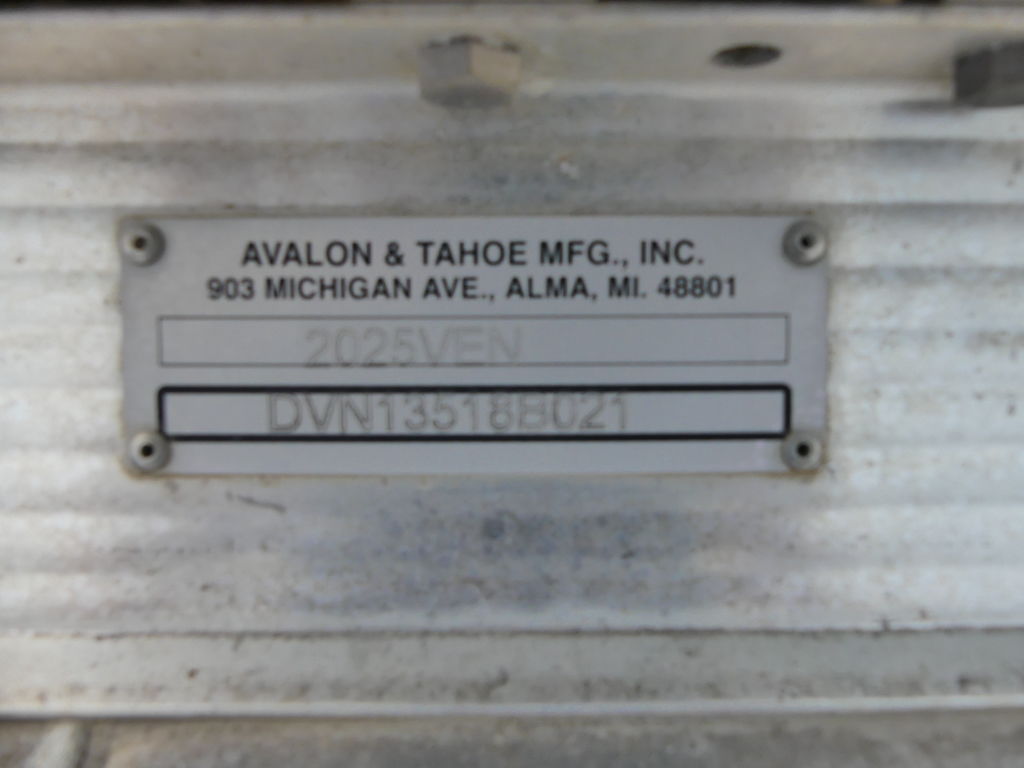 AVALON & TAHOE MFG., INC.
903 MICHIGAN AVE., ALMA, MI. 48801
2025VEN
DVN13518B021